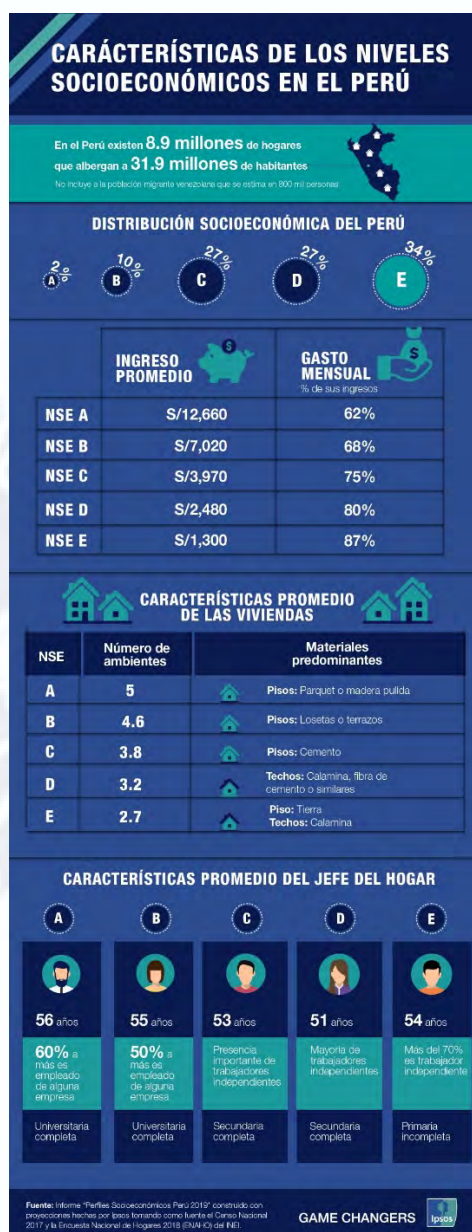 CARÁCTERÍSTICAS DE LOS NIVELES
SOCIOECONÓMICOS EN EL PERÚ
En el Perú existen 8.9 millones de hogares
que albergan a 31.9 millones de habitantes
No incluye a la población migrante venezolana que se estima en 800 mil personas
DISTRIBUCIÓN SOCIOECONÓMICA DEL PERÚ
2% 10% 27% 27% 34%
A B C D E
INGRESO PROMEDIO
GASTO MENSUAL
% de sus ingresos
NSE A S/12,660 62%
NSE B S/7,020 68%
NSE C S/3,970 75%
NSE D S/2,480 80%
NSE E S/1,300 87%
CARACTERÍSTICAS PROMEDIO
DE LAS VIVIENDAS
NSE Número de ambientes Materiales predominantes
A 5 Pisos: Parquet o madera pulida
B 4.6 Pisos: Losetas o terrazos
C 3.8 Pisos: Cemento
D 3.2 Techos: Calamina, fibra de
cemento o similares
E 2.7 Piso: Tierra
Techos: Calamina
CARACTERÍSTICAS PROMEDIO DEL JEFE DEL HOGAR
A B C D E
56 años 55 años 53 años 51 años 54 años
60% a
más es
empleado
de alguna
empresa
50% a
más es
empleado
de alguna
empresa
Presencia
importante de
trabajadores
independientes
Mayoría de
trabajadores
independientes
Más del 70%
es trabajador
independiente
Universitaria
completa
Universitaria
completa
Secundaria
completa
Secundaria
completa
Primaria
incompleta
Fuente: Informe "Perfiles Socioeconómicos Perú 2019" construido con
proyecciones hechas por Ipsos tomando como fuente el Censo Nacional
2017 y la Encuesta Nacional de Hogares 2018 (ENAHO) del INEI.
GAME CHANGERS
Ipsos